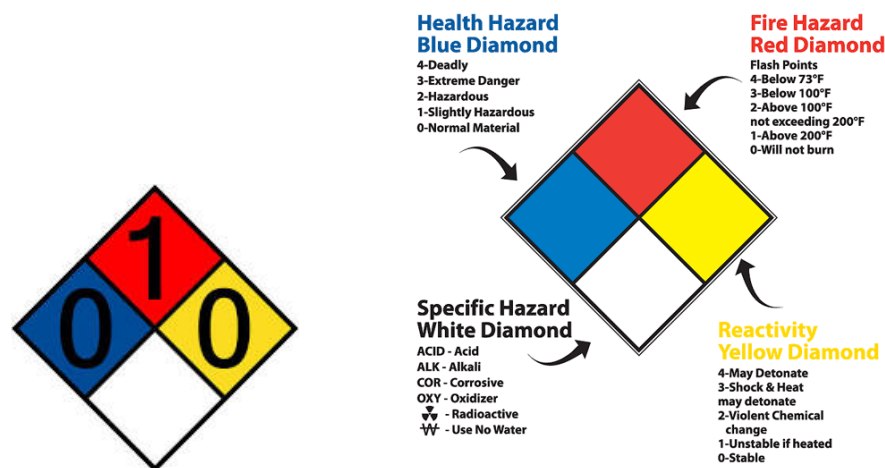 1
0
0
Health Hazard
Blue Diamond
4-Deadly
3-Extreme Danger
2-Hazardous
1-Slightly Hazardous
0-Normal Material
Fire Hazard
Red Diamond
Flash Points
4-Below 73°F
3-Below 100°F
2-Above 100°F
not exceeding 200°F
1-Above 200°F
0-Will not burn
Specific Hazard
White Diamond
ACID - Acid
ALK - Alkali
COR - Corrosive
OXY - Oxidizer
- Radioactive
W - Use No Water
Reactivity
Yellow Diamond
4-May Detonate
3-Shock & Heat
may detonate
2-Violent Chemical
change
1-Unstable if heated
0-Stable